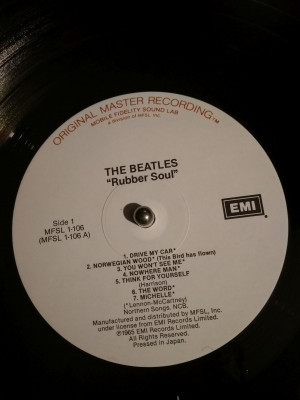 ORIGINAL MASTER RECORDING™
MOBILE FIDELITY SOUND LAB
a division of MFSL, Inc.
THE BEATLES
"Rubber Soul"
Side 1
MFSL 1-106
(MFSL 1-106 A)
EMI
1. DRIVE MY CAR*
2. NORWEGIAN WOOD* (This Bird has flown)
3. YOU WON'T SEE ME*
4. NOWHERE MAN*
5. THINK FOR YOURSELF
(Harrison)
6. THE WORD*
7. MICHELLE*
(*Lennon-McCartney)
Northern Songs, NCB.
Manufactured and distributed by MFSL, Inc.
under license from EMI Records Limited.
℗1965 EMI Records Limited.
All Rights Reserved.
Pressed in Japan.